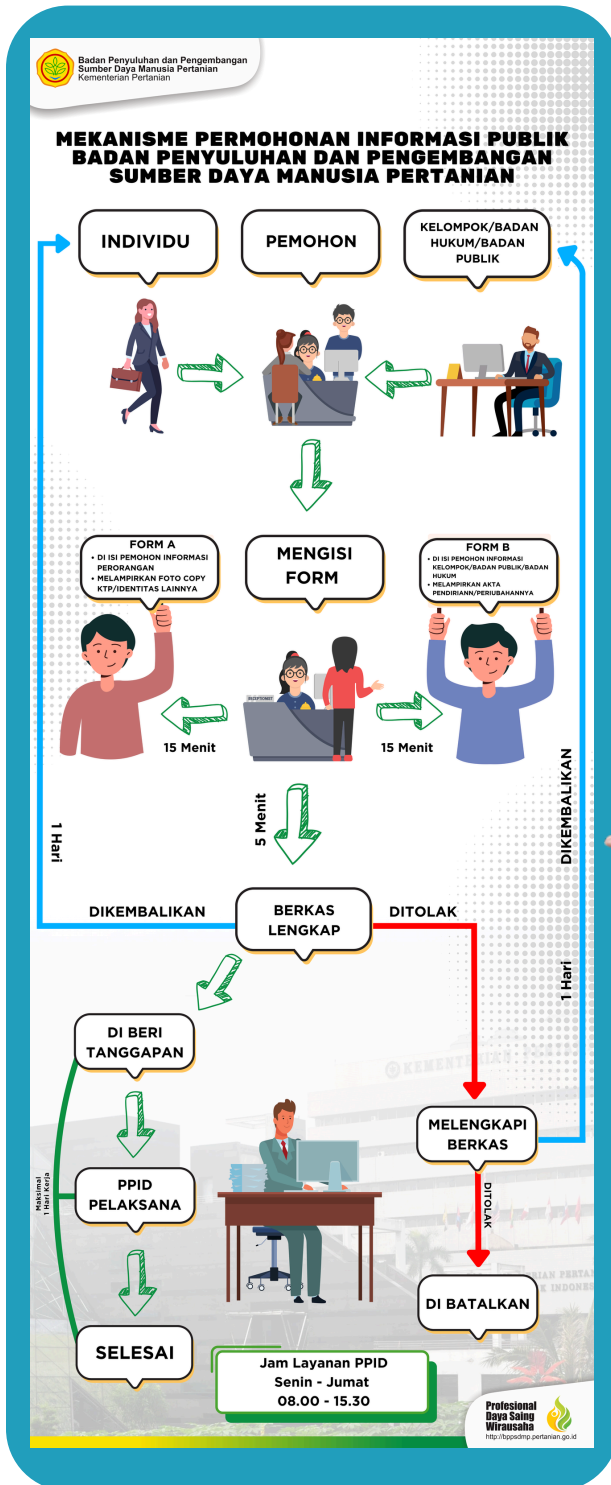 Badan Penyuluhan dan Pengembangan
Sumber Daya Manusia Pertanian
Kementerian Pertanian
MEKANISME PERMOHONAN INFORMASI PUBLIK
BADAN PENYULUHAN DAN PENGEMBANGAN
SUMBER DAYA MANUSIA PERTANIAN
INDIVIDU
PEMOHON
KELOMPOK/BADAN
HUKUM/BADAN
PUBLIK
FORM A
• DI ISI PEMOHON INFORMASI
PERORANGAN
• MELAMPIRKAN FOTO COPY
KTP/IDENTITAS LAINNYA
MENGISI
FORM
FORM B
• DI ISI PEMOHON INFORMASI
KELOMPOK/BADAN PUBLIK/BADAN
HUKUM
• MELAMPIRKAN AKTA
PENDIRIANN/PERIUBAHANNYA
15 Menit
15 Menit
5 Menit
1 Hari
DIKEMBALIKAN
DIKEMBALIKAN
BERKAS
LENGKAP
DITOLAK
1 Hari
DI BERI
TANGGAPAN
KEMENTERIAN
MELENGKAPI
BERKAS
Maksimal
1 Hari Kerja
PPID
PELAKSANA
DITOLAK
DI BATALKAN
SELESAI
Jam Layanan PPID
Senin - Jumat
08.00 - 15.30
Profesional
Daya Saing
Wirausaha
http://bppsdmp.pertanian.go.id